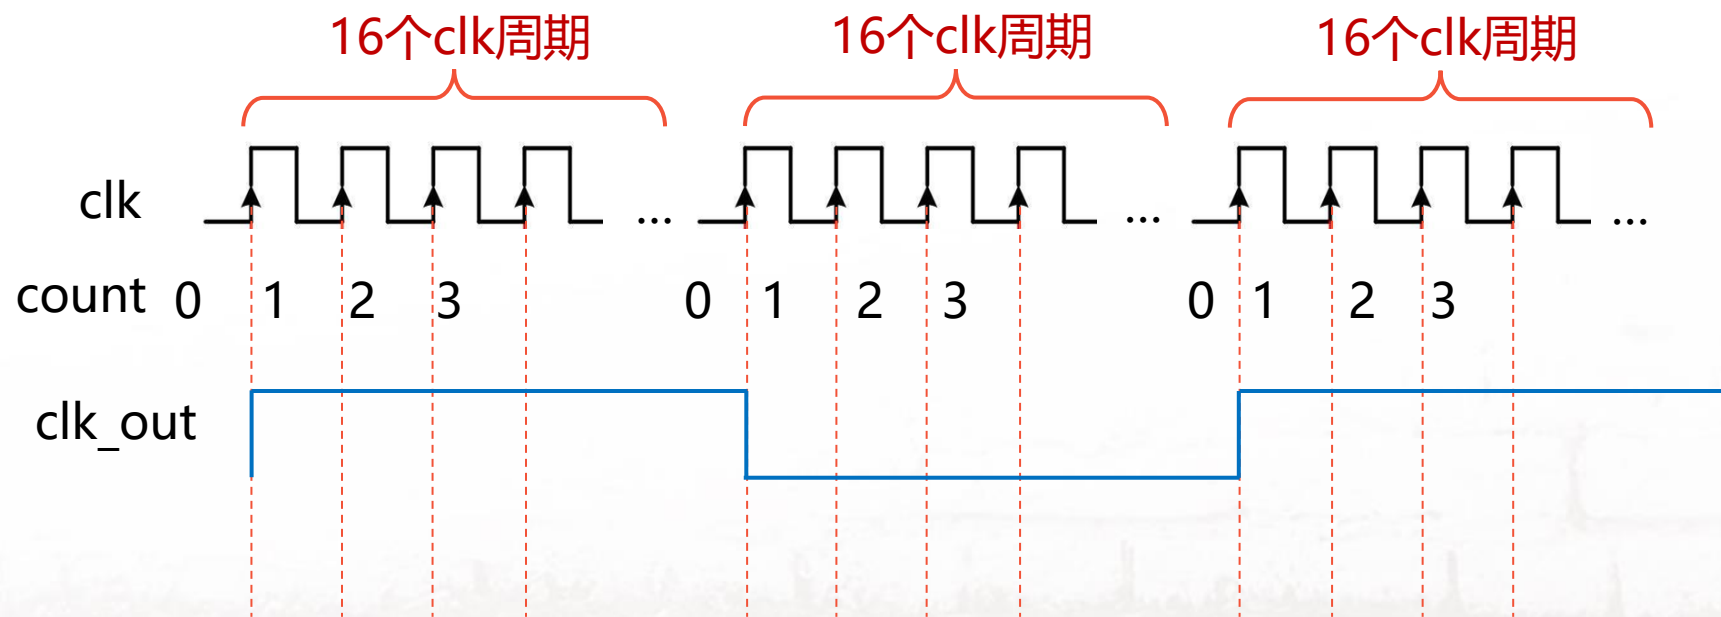 16个clk周期 16个clk周期 16个clk周期
clk ... ... ...
count 0 1 2 3 0 1 2 3 0 1 2 3
clk_out